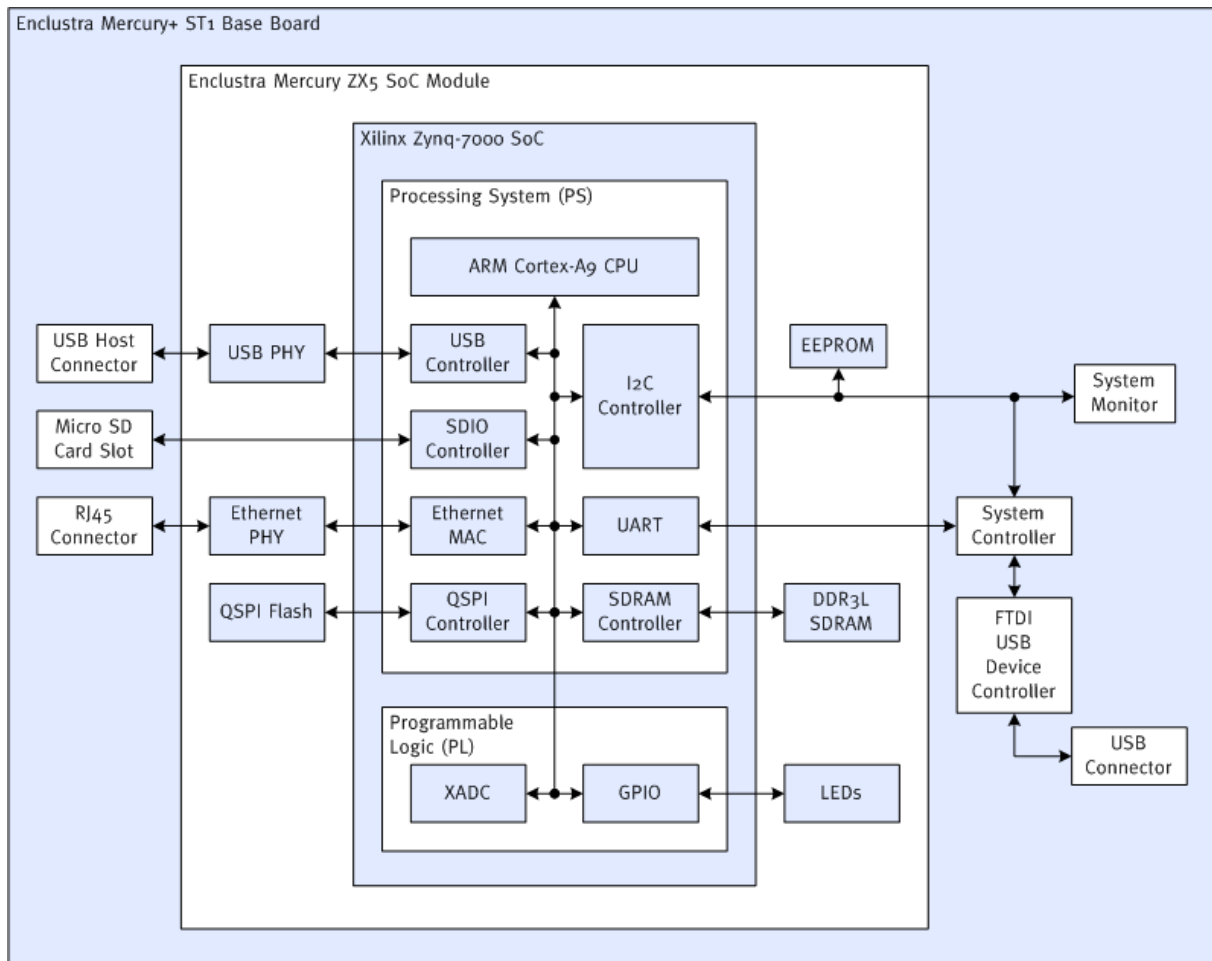 Enclustra Mercury+ ST1 Base Board
Enclustra Mercury ZX5 SoC Module
Xilinx Zynq-7000 SoC
Processing System (PS)
ARM Cortex-A9 CPU
USB Host
Connector
USB PHY
USB
Controller
I2C
Controller
EEPROM
System
Monitor
Micro SD
Card Slot
SDIO
Controller
RJ45
Connector
Ethernet
PHY
Ethernet
MAC
UART
System
Controller
QSPI Flash
QSPI
Controller
SDRAM
Controller
DDR3L
SDRAM
FTDI
USB
Device
Controller
Programmable
Logic (PL)
USB
Connector
XADC
GPIO
LEDs